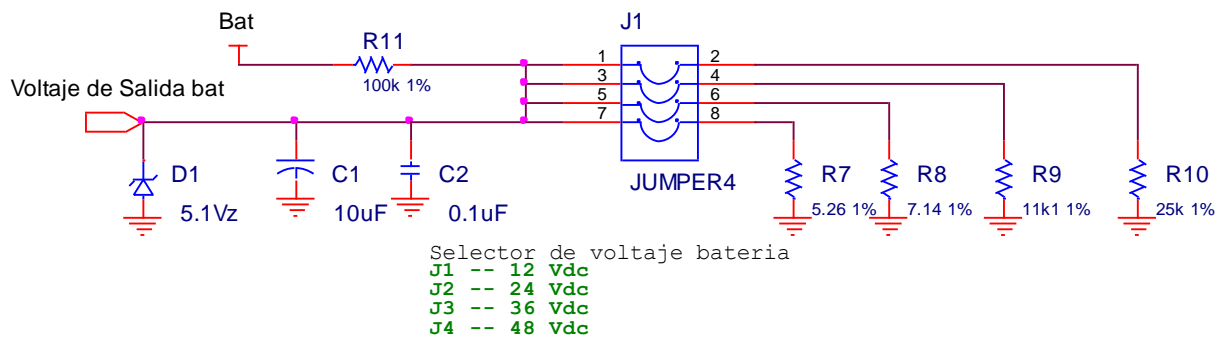 Bat
J1
R11
1
2
100k 1%
3
4
Voltaje de Salida bat
5
6
7
8
D1
C1
C2
JUMPER4
R7
R8
R9
R10
5.1Vz
10uF
0.1uF
5.26 1%
7.14 1%
11k1 1%
25k 1%
Selector de voltaje bateria
J1 -- 12 Vdc
J2 -- 24 Vdc
J3 -- 36 Vdc
J4 -- 48 Vdc